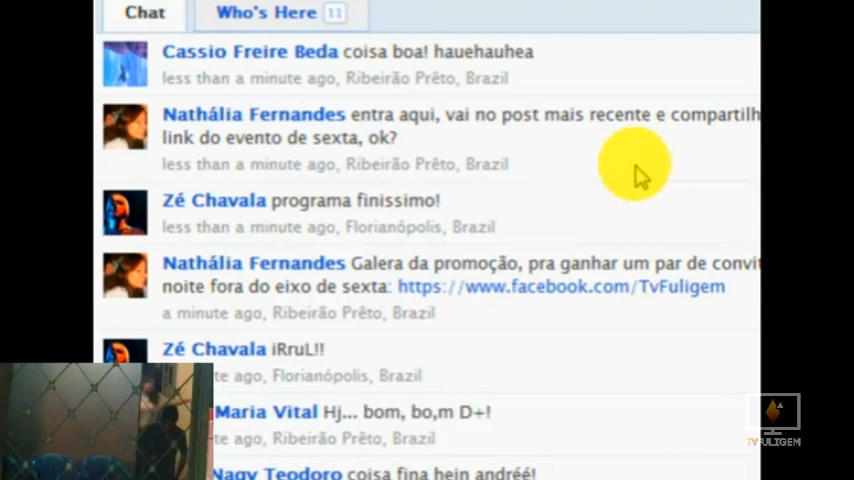 Chat
Who's Here 11
Cassio Freire Beda coisa boa! hauehauhea
less than a minute ago, Ribeirão Prêto, Brazil
Nathália Fernandes entra aqui, vai no post mais recente e compartilh
link do evento de sexta, ok?
less than a minute ago, Ribeirão Prêto, Brazil
Zé Chavala programa finissimo!
less than a minute ago, Florianópolis, Brazil
Nathália Fernandes Galera da promoção, pra ganhar um par de convit
noite fora do eixo de sexta: https://www.facebook.com/TvFuligem
a minute ago, Ribeirão Prêto, Brazil
Zé Chavala iRruL!!
te ago, Florianópolis, Brazil
Maria Vital Hj... bom, bo,m D+!
te ago, Ribeirão Prêto, Brazil
Nagy Teodoro coisa fina hein andréé!
TVFULIGEM